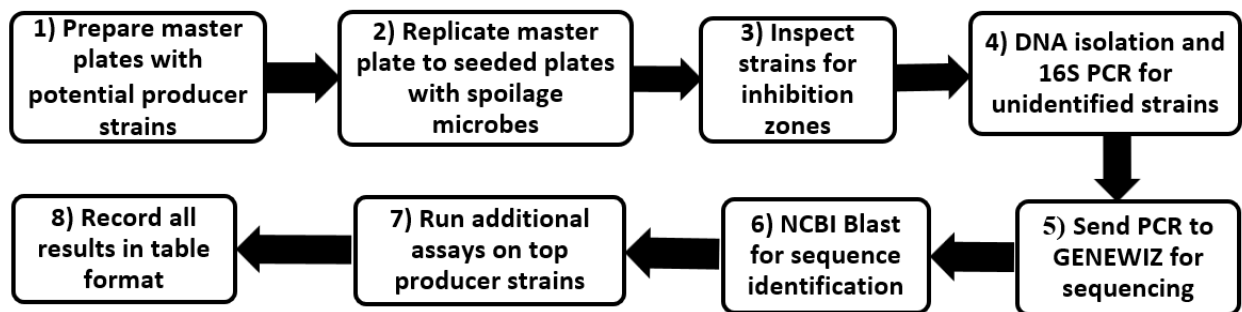 1) Prepare master
plates with
potential producer
strains
2) Replicate master
plate to seeded plates
with spoilage
microbes
3) Inspect
strains for
inhibition
zones
4) DNA isolation and
16S PCR for
unidentified strains
5) Send PCR to
GENEWIZ for
sequencing
6) NCBI Blast
for sequence
identification
7) Run additional
assays on top
producer strains
8) Record all
results in table
format